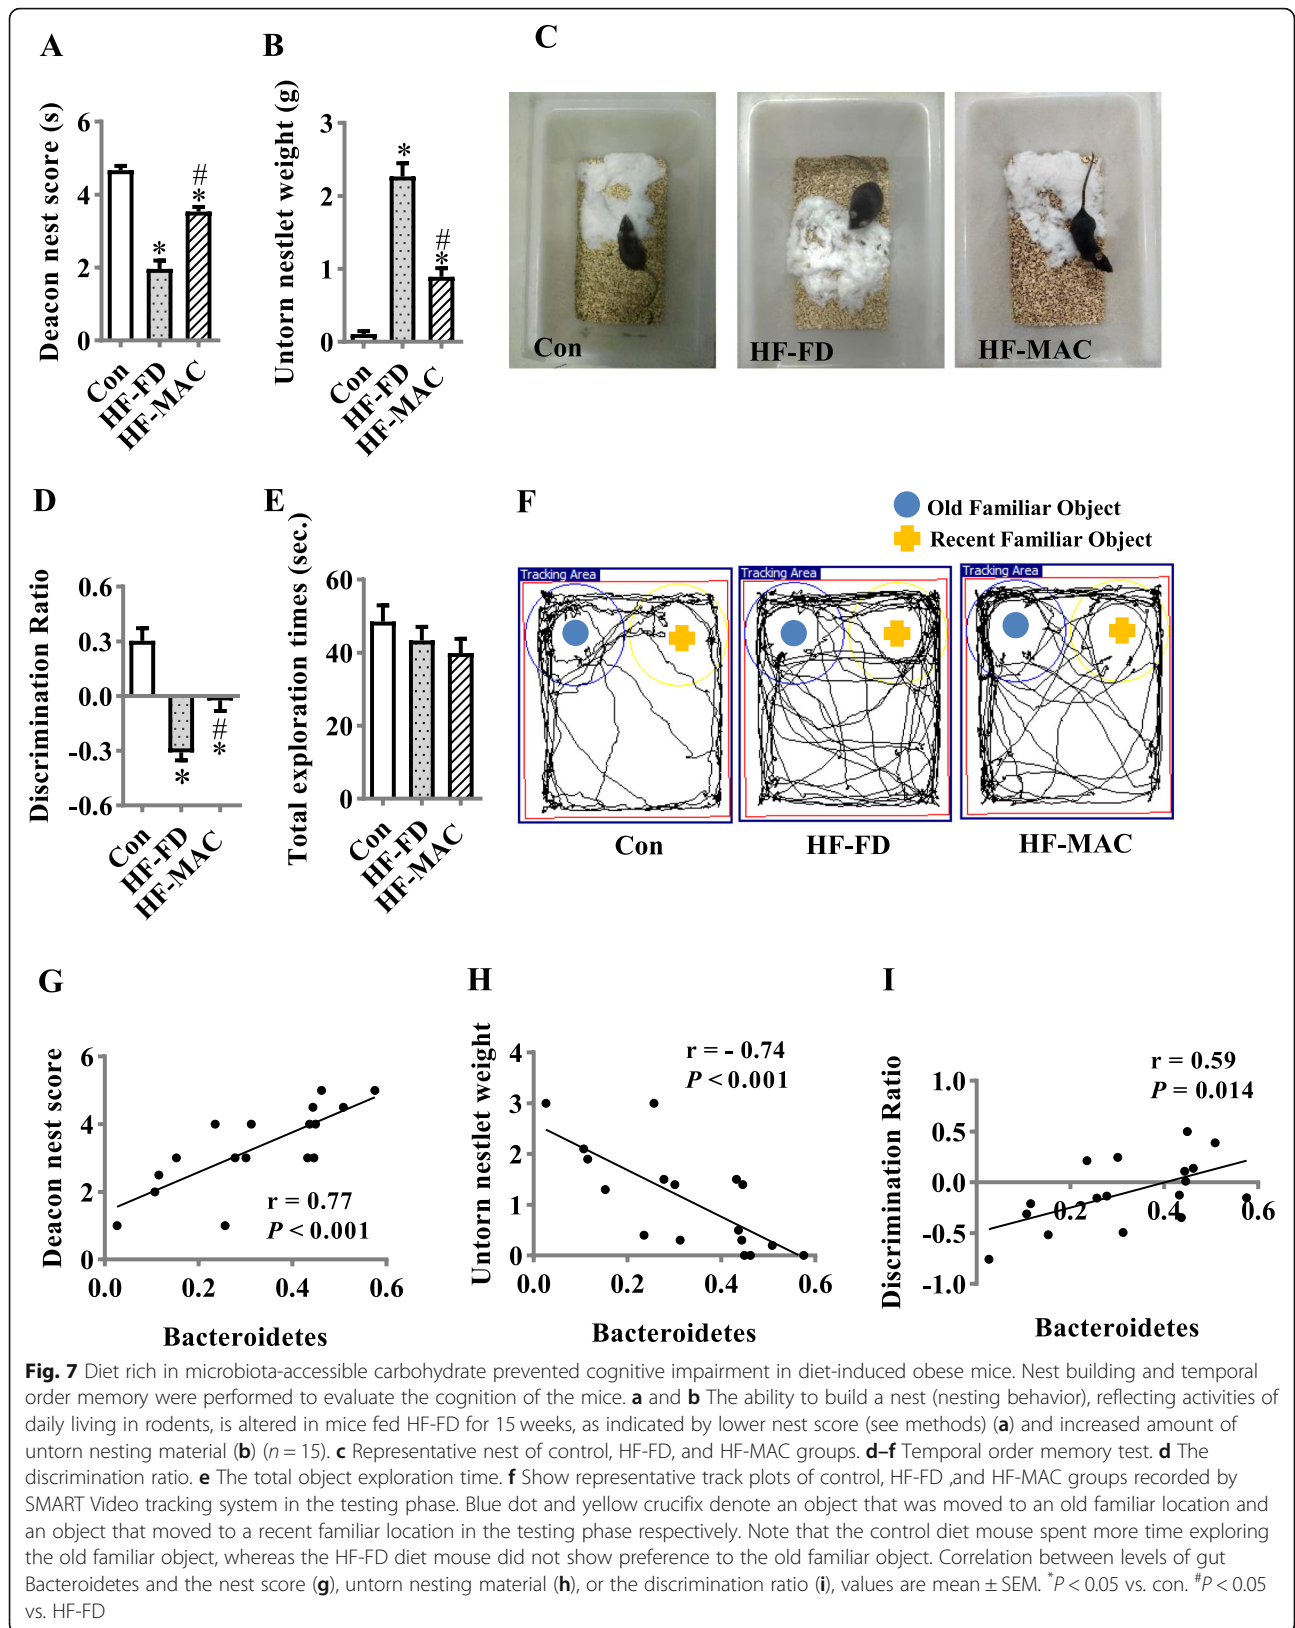 A
B
C
Deacon nest score (s)
6
4
2
0
*
#
*
Con
HF-FD
HF-MAC
Untorn nestlet weight (g)
3
2
1
0
*
#
*
Con
HF-FD
HF-MAC
Con
HF-FD
HF-MAC
D
E
F
Discrimination Ratio
0.6
0.3
0.0
-0.3
-0.6
*
#
*
Con
HF-FD
HF-MAC
Total exploration times (sec.)
60
40
20
0
Con
HF-FD
HF-MAC
Old Familiar Object
Recent Familiar Object
Tracking Area
Tracking Area
Tracking Area
Con
HF-FD
HF-MAC
G
H
I
Deacon nest score
6
4
2
0
r = 0.77
P < 0.001
0.0 0.2 0.4 0.6
Bacteroidetes
Untorn nestlet weight
4
3
2
1
0
r = - 0.74
P < 0.001
0.0 0.2 0.4 0.6
Bacteroidetes
Discrimination Ratio
1.0
0.5
0.0
-0.5
-1.0
r = 0.59
P = 0.014
0.2 0.4 0.6
Bacteroidetes
Fig. 7 Diet rich in microbiota-accessible carbohydrate prevented cognitive impairment in diet-induced obese mice. Nest building and temporal
order memory were performed to evaluate the cognition of the mice. a and b The ability to build a nest (nesting behavior), reflecting activities of
daily living in rodents, is altered in mice fed HF-FD for 15 weeks, as indicated by lower nest score (see methods) (a) and increased amount of
untorn nesting material (b) (n = 15). c Representative nest of control, HF-FD, and HF-MAC groups. d–f Temporal order memory test. d The
discrimination ratio. e The total object exploration time. f Show representative track plots of control, HF-FD ,and HF-MAC groups recorded by
SMART Video tracking system in the testing phase. Blue dot and yellow crucifix denote an object that was moved to an old familiar location and
an object that moved to a recent familiar location in the testing phase respectively. Note that the control diet mouse spent more time exploring
the old familiar object, whereas the HF-FD diet mouse did not show preference to the old familiar object. Correlation between levels of gut
Bacteroidetes and the nest score (g), untorn nesting material (h), or the discrimination ratio (i), values are mean ± SEM. *P < 0.05 vs. con. #P < 0.05
vs. HF-FD